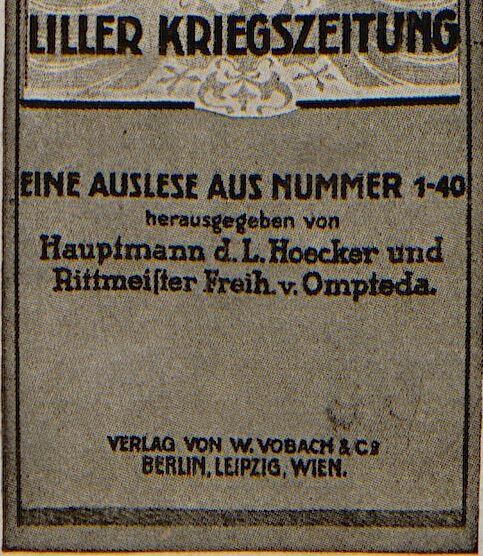 LILLER KRIEGSZEITUNG
EINE AUSLESE AUS NUMMER 1-40
herausgegeben von
Hauptmann d. L. Hoecker und
Rittmeiſter Freih. v. Ompteda.
VERLAG VON W. VOBACH & Co
BERLIN, LEIPZIG, WIEN.